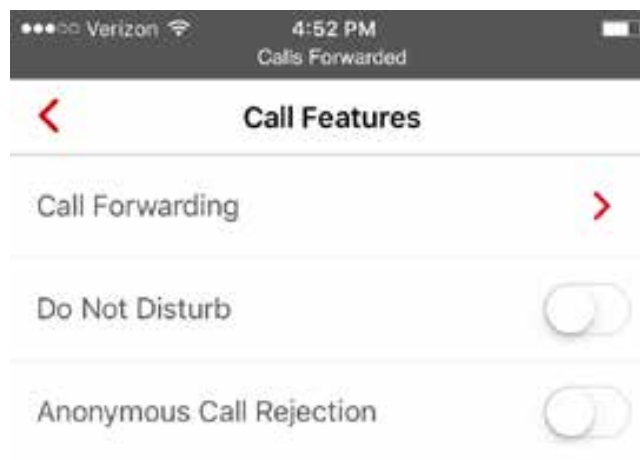 Verizon 4:52 PM
Calls Forwarded
Call Features
Call Forwarding
Do Not Disturb
Anonymous Call Rejection